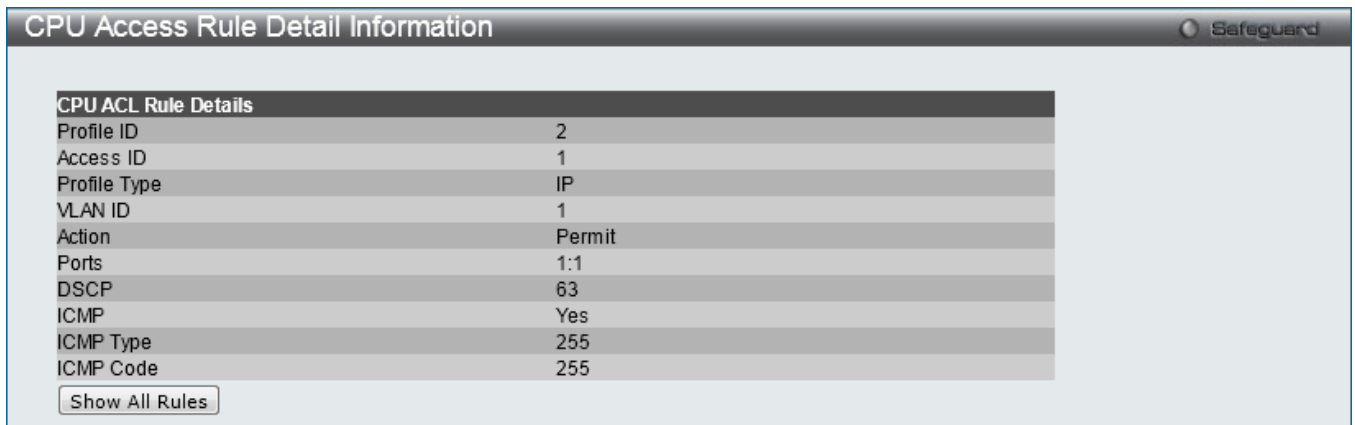 CPU Access Rule Detail Information
Safeguard
CPU ACL Rule Details
Profile ID 2
Access ID 1
Profile Type IP
VLAN ID 1
Action Permit
Ports 1:1
DSCP 63
ICMP Yes
ICMP Type 255
ICMP Code 255
Show All Rules